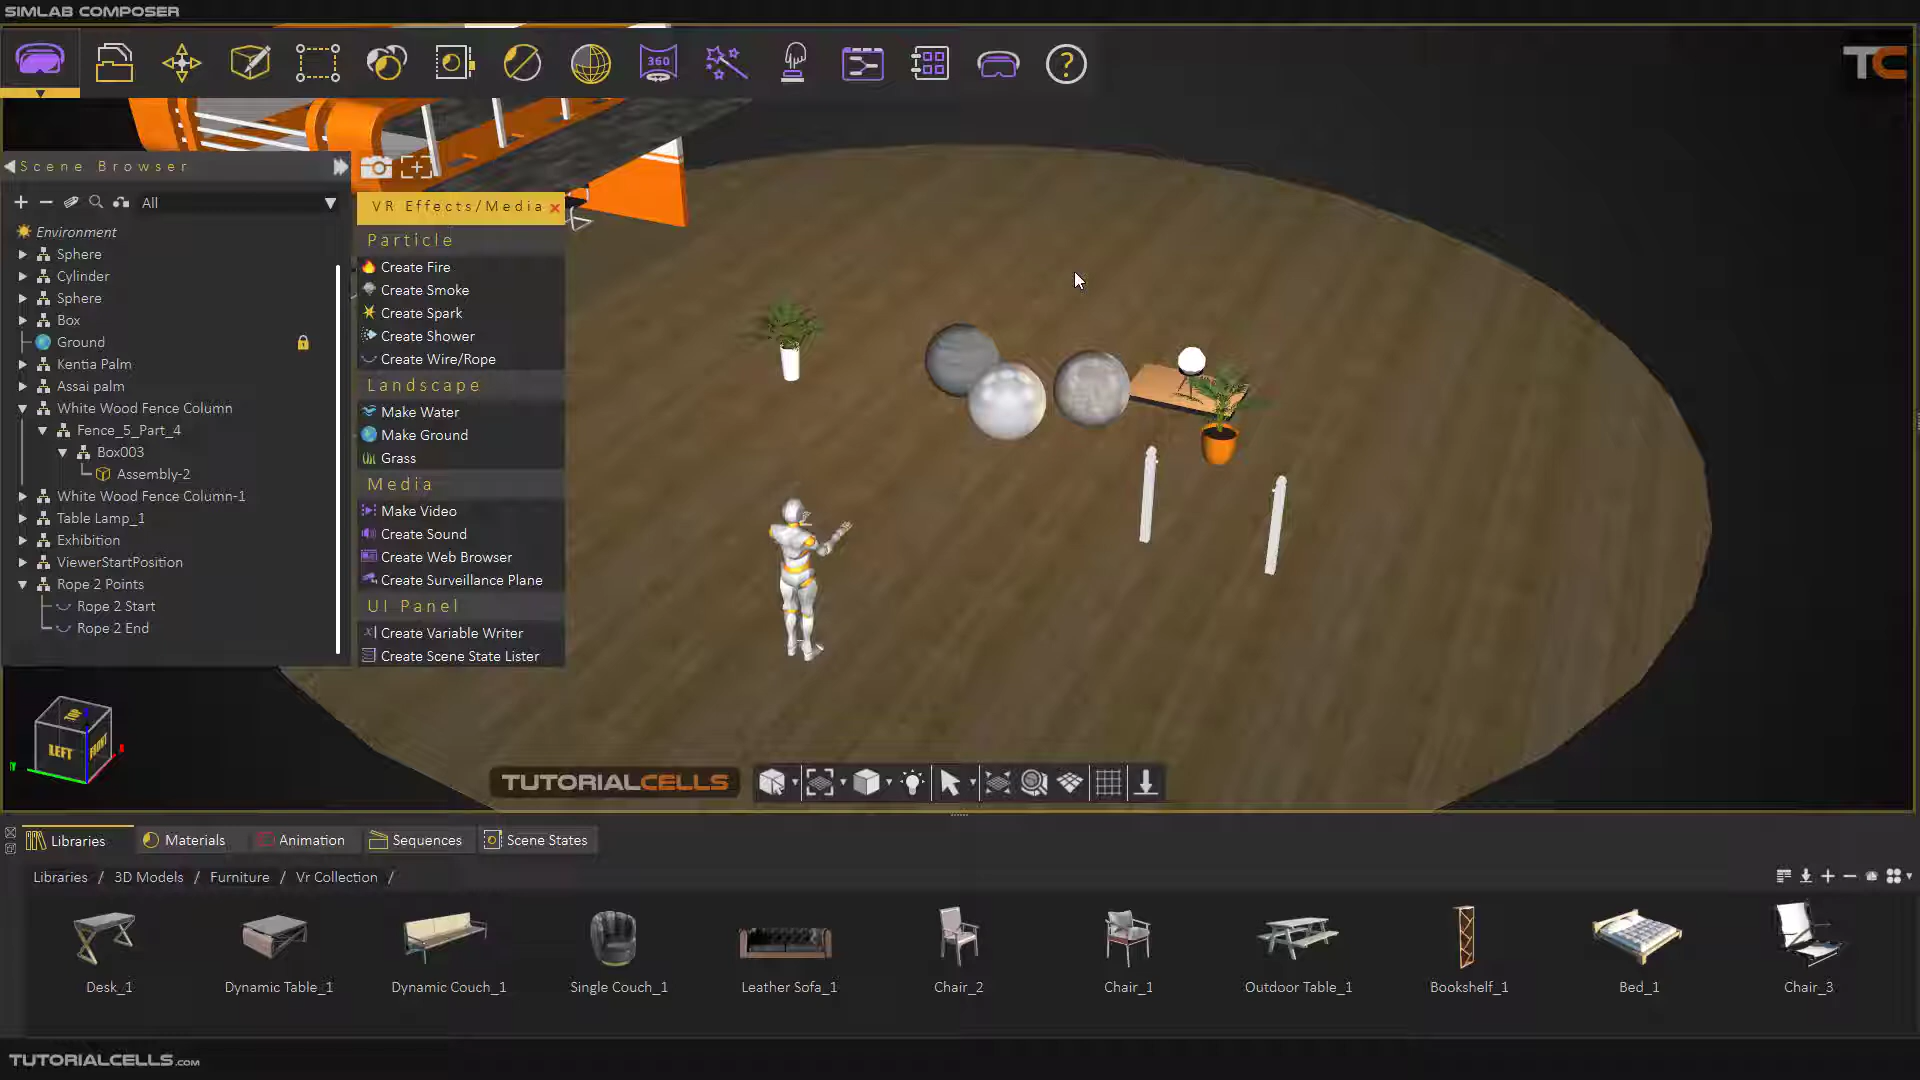 SIMLAB COMPOSER
360
?
TC
Scene Browser
All
Environment
Sphere
Cylinder
Sphere
Box
Ground
Kentia Palm
Assai palm
White Wood Fence Column
Fence_5_Part_4
Box003
Assembly-2
White Wood Fence Column-1
Table Lamp_1
Exhibition
ViewerStartPosition
Rope 2 Points
Rope 2 Start
Rope 2 End
VR Effects/Media
Particle
Create Fire
Create Smoke
Create Spark
Create Shower
Create Wire/Rope
Landscape
Make Water
Make Ground
Grass
Media
Make Video
Create Sound
Create Web Browser
Create Surveillance Plane
UI Panel
Create Variable Writer
Create Scene State Lister
TOP
LEFT
FRONT
TUTORIALCELLS
Libraries
Materials
Animation
Sequences
Scene States
Libraries / 3D Models / Furniture / Vr Collection /
Desk_1
Dynamic Table_1
Dynamic Couch_1
Single Couch_1
Leather Sofa_1
Chair_2
Chair_1
Outdoor Table_1
Bookshelf_1
Bed_1
Chair_3
TUTORIALCELLS.com